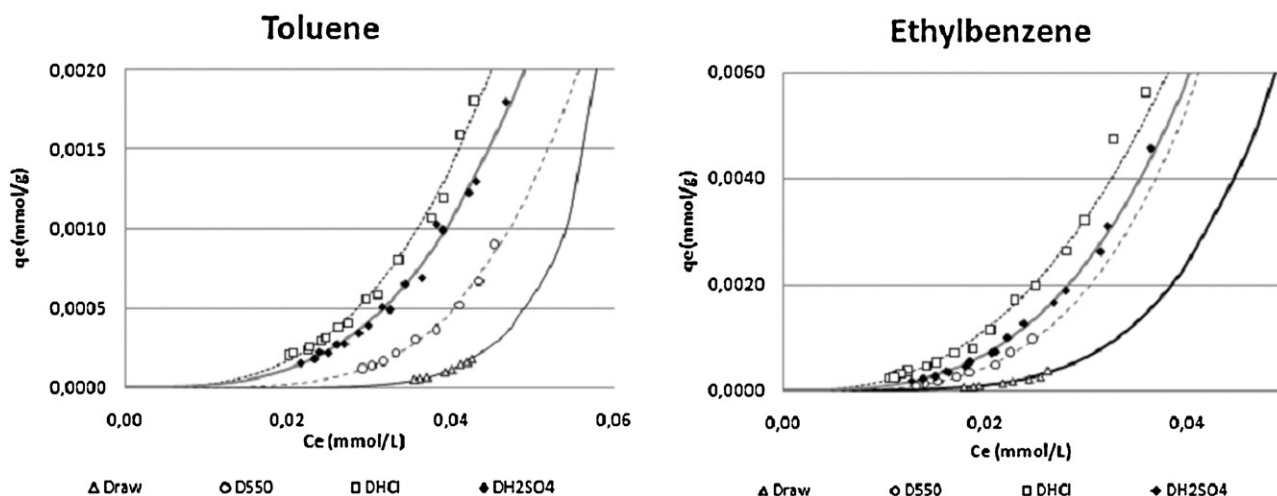 Toluene
0,0020
0,0015
0,0010
0,0005
0,0000
qe (mmol/g)
0,00
0,02
0,04
0,06
Ce (mmol/L)
Draw
D550
DHCl
DH2SO4
Ethylbenzene
0,0060
0,0040
0,0020
0,0000
qe (mmol/g)
0,00
0,02
0,04
Ce (mmol/L)
Draw
D550
DHCl
DH2SO4